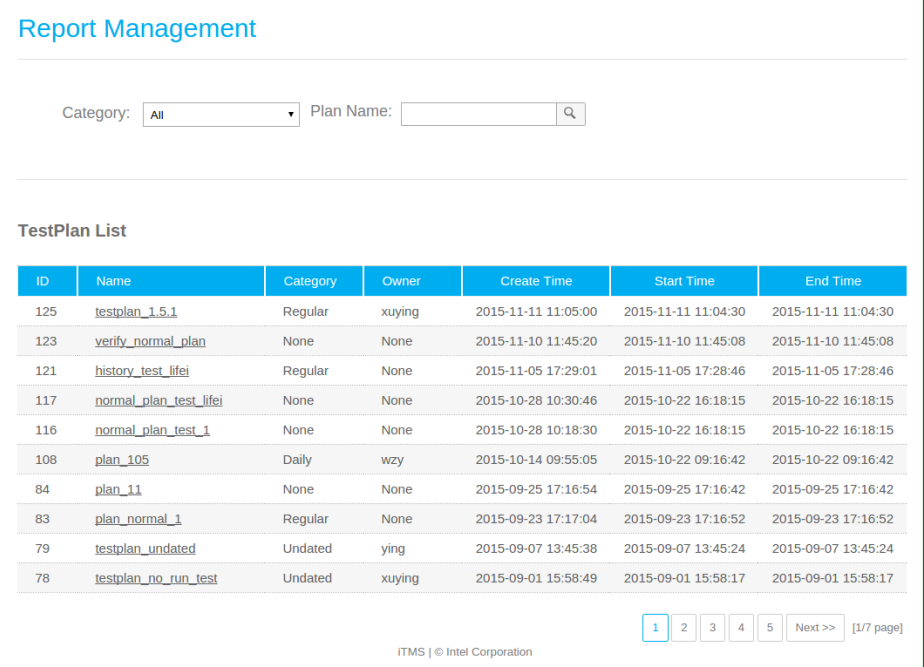 Report Management
Category: All Plan Name:
TestPlan List
ID Name Category Owner Create Time Start Time End Time
125 testplan_1.5.1 Regular xuying 2015-11-11 11:05:00 2015-11-11 11:04:30 2015-11-11 11:04:30
123 verify_normal_plan None None 2015-11-10 11:45:20 2015-11-10 11:45:08 2015-11-10 11:45:08
121 history_test_lifei Regular None 2015-11-05 17:29:01 2015-11-05 17:28:46 2015-11-05 17:28:46
117 normal_plan_test_lifei None None 2015-10-28 10:30:46 2015-10-22 16:18:15 2015-10-22 16:18:15
116 normal_plan_test_1 None None 2015-10-28 10:18:30 2015-10-22 16:18:15 2015-10-22 16:18:15
108 plan_105 Daily wzy 2015-10-14 09:55:05 2015-10-22 09:16:42 2015-10-22 09:16:42
84 plan_11 None None 2015-09-25 17:16:54 2015-09-25 17:16:42 2015-09-25 17:16:42
83 plan_normal_1 Regular None 2015-09-23 17:17:04 2015-09-23 17:16:52 2015-09-23 17:16:52
79 testplan_undated Undated ying 2015-09-07 13:45:38 2015-09-07 13:45:24 2015-09-07 13:45:24
78 testplan_no_run_test Undated xuying 2015-09-01 15:58:49 2015-09-01 15:58:17 2015-09-01 15:58:17
1 2 3 4 5 Next >> [1/7 page]
iTMS | © Intel Corporation